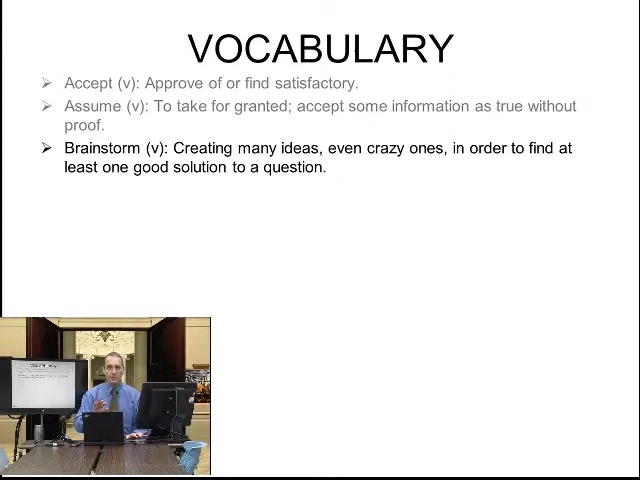 VOCABULARY
➢ Accept (v): Approve of or find satisfactory.
➢ Assume (v): To take for granted; accept some information as true without
proof.
➢ Brainstorm (v): Creating many ideas, even crazy ones, in order to find at
least one good solution to a question.
VOCABULARY